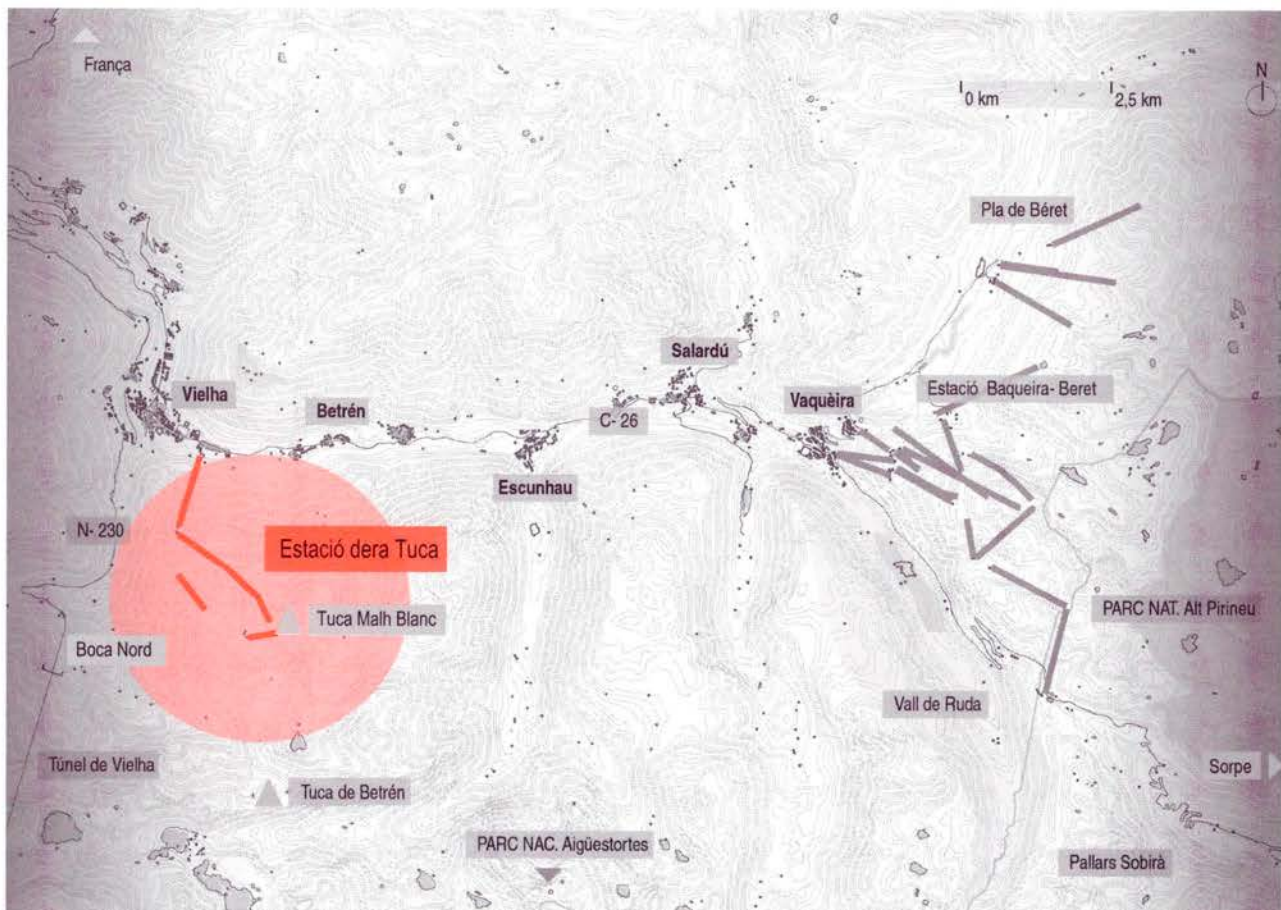 França
N
0 km
2,5 km
Pla de Béret
Salardú
Vielha
Estació Baqueira- Beret
Vaquèira
Betrén
C- 26
Escunhau
N- 230
Estació dera Tuca
Tuca Malh Blanc
PARC NAT. Alt Pirineu
Boca Nord
Vall de Ruda
Túnel de Vielha
Sorpe
Tuca de Betrén
PARC NAC. Aigüestortes
Pallars Sobirà